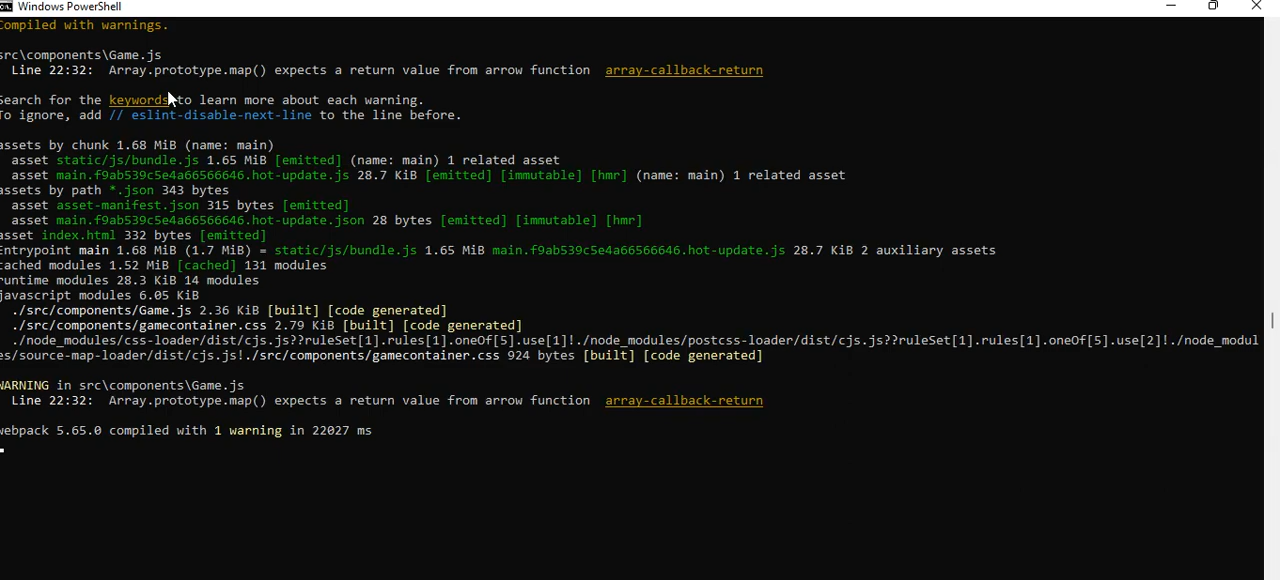 Windows PowerShell
Compiled with warnings.
src\components\Game.js
Line 22:32: Array.prototype.map() expects a return value from arrow function array-callback-return
Search for the keywords to learn more about each warning.
To ignore, add // eslint-disable-next-line to the line before.
assets by chunk 1.68 MiB (name: main)
asset static/js/bundle.js 1.65 MiB [emitted] (name: main) 1 related asset
asset main.f9ab539c5e4a66566646.hot-update.js 28.7 KiB [emitted] [immutable] [hmr] (name: main) 1 related asset
assets by path *.json 343 bytes
asset asset-manifest.json 315 bytes [emitted]
asset main.f9ab539c5e4a66566646.hot-update.json 28 bytes [emitted] [immutable] [hmr]
asset index.html 332 bytes [emitted]
Entrypoint main 1.68 MiB (1.7 MiB) = static/js/bundle.js 1.65 MiB main.f9ab539c5e4a66566646.hot-update.js 28.7 KiB 2 auxiliary assets
cached modules 1.52 MiB [cached] 131 modules
runtime modules 28.3 KiB 14 modules
javascript modules 6.05 KiB
./src/components/Game.js 2.36 KiB [built] [code generated]
./src/components/gamecontainer.css 2.79 KiB [built] [code generated]
./node_modules/css-loader/dist/cjs.js??ruleSet[1].rules[1].oneOf[5].use[1]!./node_modules/postcss-loader/dist/cjs.js??ruleSet[1].rules[1].oneOf[5].use[2]!./node_modul
es/source-map-loader/dist/cjs.js!./src/components/gamecontainer.css 924 bytes [built] [code generated]
WARNING in src\components\Game.js
Line 22:32: Array.prototype.map() expects a return value from arrow function array-callback-return
webpack 5.65.0 compiled with 1 warning in 22027 ms